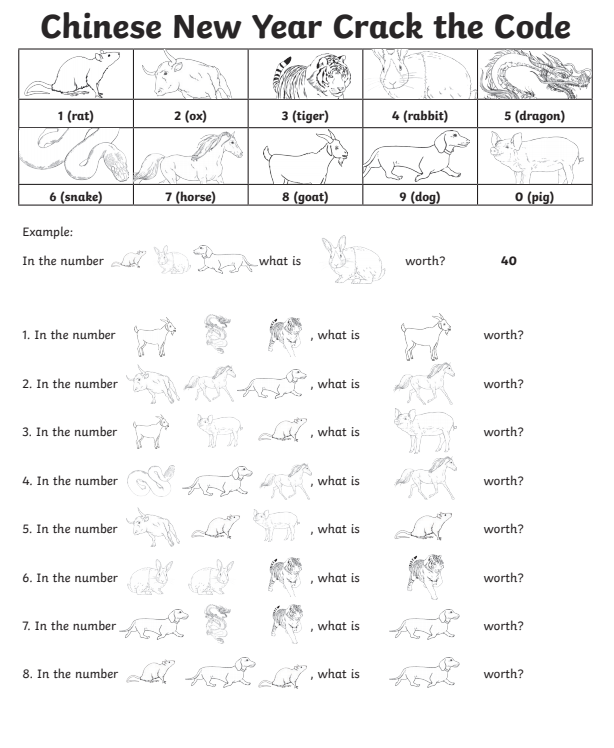 Chinese New Year Crack the Code
1 (rat) 2 (ox) 3 (tiger) 4 (rabbit) 5 (dragon)
6 (snake) 7 (horse) 8 (goat) 9 (dog) 0 (pig)
Example:
In the number what is worth? 40
1. In the number , what is worth?
2. In the number , what is worth?
3. In the number , what is worth?
4. In the number , what is worth?
5. In the number , what is worth?
6. In the number , what is worth?
7. In the number , what is worth?
8. In the number , what is worth?